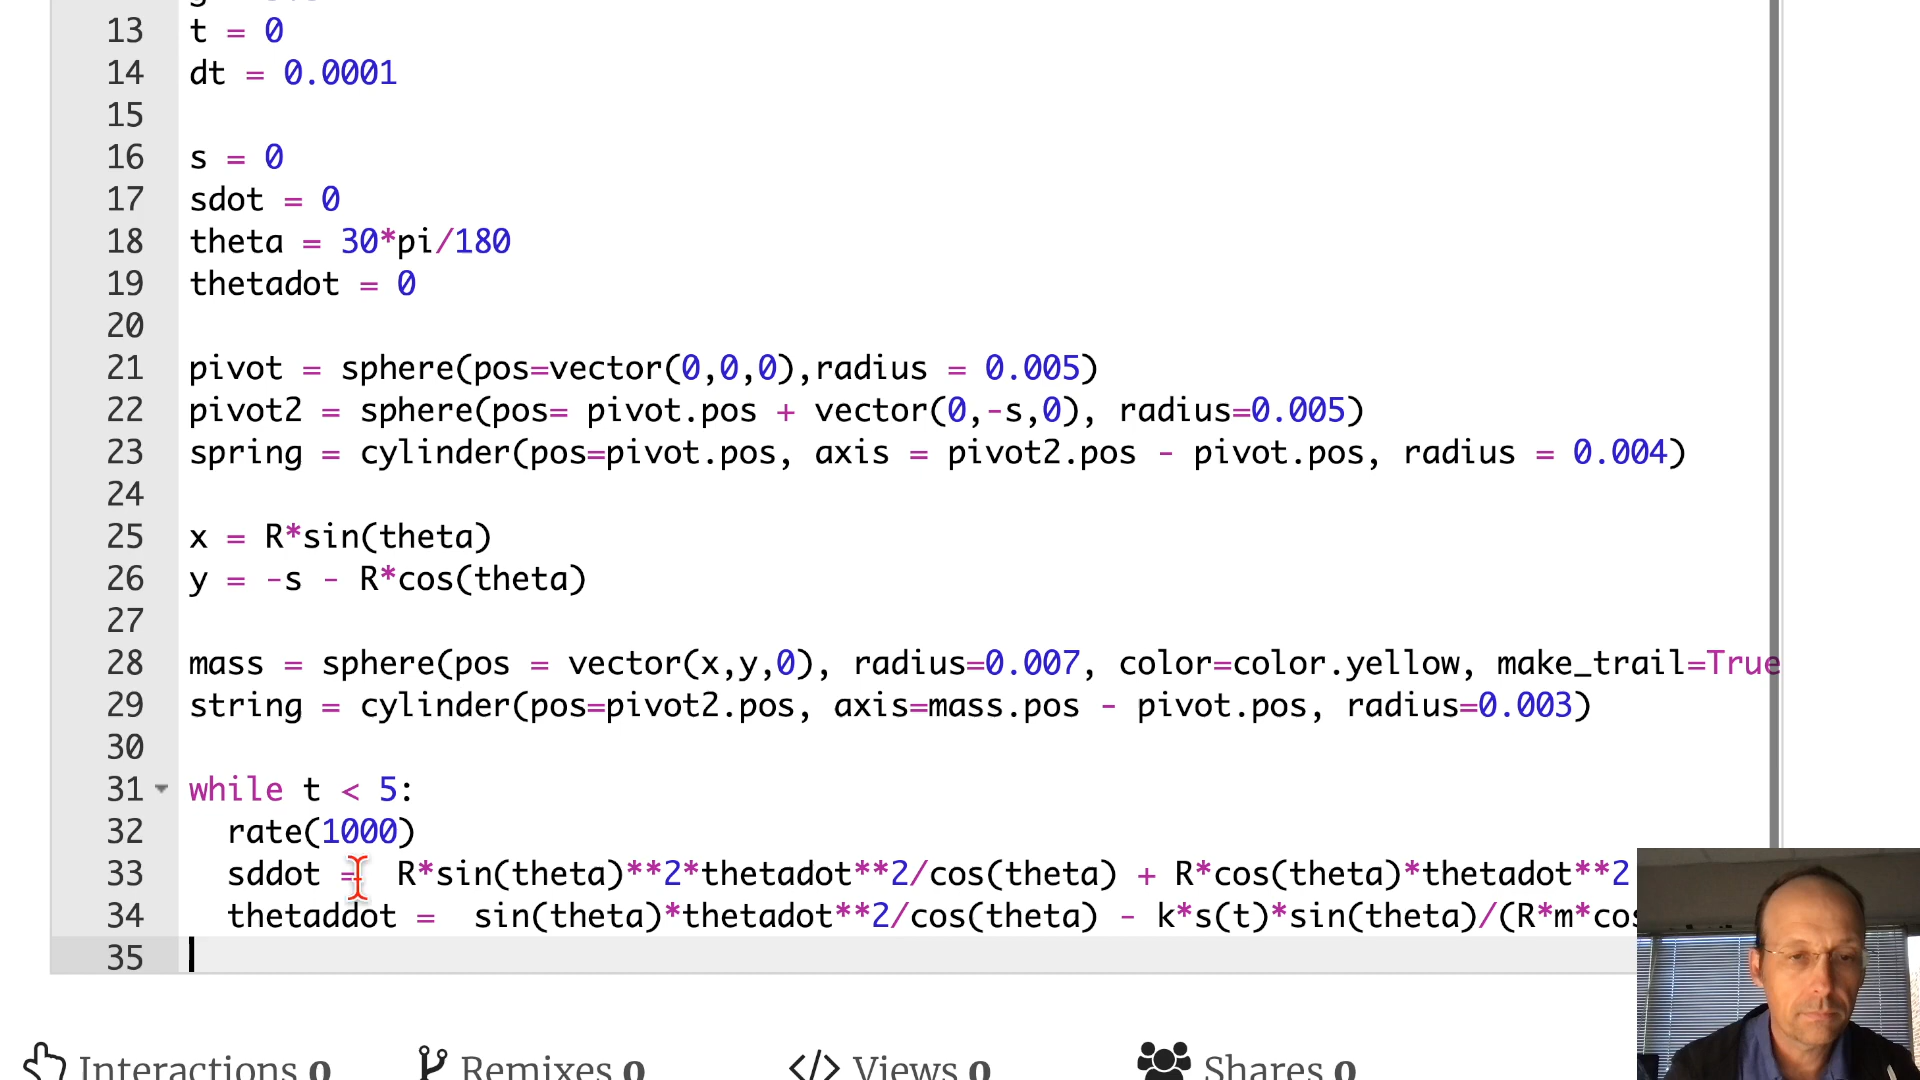 13 t = 0
14 dt = 0.0001
15
16 s = 0
17 sdot = 0
18 theta = 30*pi/180
19 thetadot = 0
20
21 pivot = sphere(pos=vector(0,0,0),radius = 0.005)
22 pivot2 = sphere(pos= pivot.pos + vector(0,-s,0), radius=0.005)
23 spring = cylinder(pos=pivot.pos, axis = pivot2.pos - pivot.pos, radius = 0.004)
24
25 x = R*sin(theta)
26 y = -s - R*cos(theta)
27
28 mass = sphere(pos = vector(x,y,0), radius=0.007, color=color.yellow, make_trail=True
29 string = cylinder(pos=pivot2.pos, axis=mass.pos - pivot.pos, radius=0.003)
30
31 while t < 5:
32 rate(1000)
33 sddot = R*sin(theta)**2*thetadot**2/cos(theta) + R*cos(theta)*thetadot**2
34 thetaddot = sin(theta)*thetadot**2/cos(theta) - k*s(t)*sin(theta)/(R*m*cos
35
Interactions 0 Remixes 0 </> Views 0 Shares 0